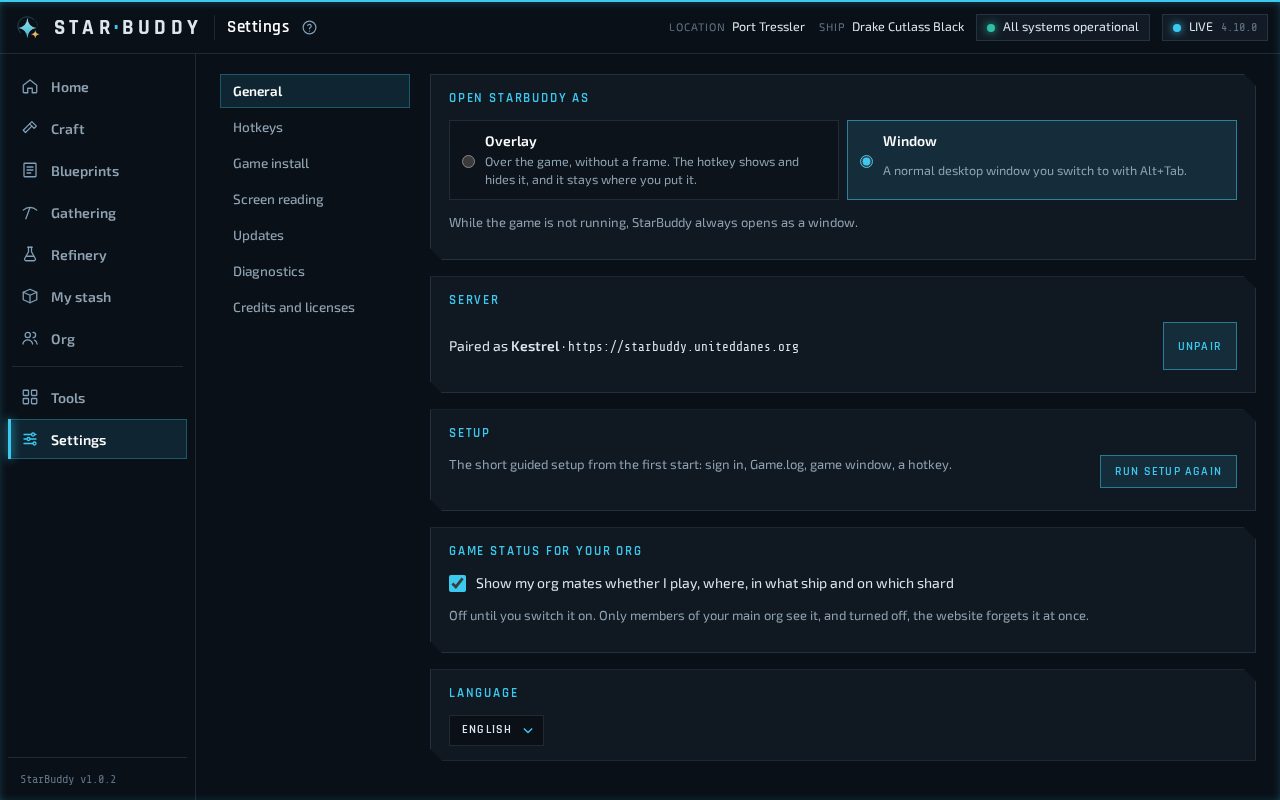 STAR·BUDDY
Settings
LOCATION Port Tressler SHIP Drake Cutlass Black
All systems operational
LIVE 4.10.0
Home
Craft
Blueprints
Gathering
Refinery
My stash
Org
Tools
Settings
StarBuddy v1.0.2
General
Hotkeys
Game install
Screen reading
Updates
Diagnostics
Credits and licenses
OPEN STARBUDDY AS
Overlay
Over the game, without a frame. The hotkey shows and
hides it, and it stays where you put it.
Window
A normal desktop window you switch to with Alt+Tab.
While the game is not running, StarBuddy always opens as a window.
SERVER
Paired as Kestrel · https://starbuddy.uniteddanes.org
UNPAIR
SETUP
The short guided setup from the first start: sign in, Game.log, game window, a hotkey.
RUN SETUP AGAIN
GAME STATUS FOR YOUR ORG
Show my org mates whether I play, where, in what ship and on which shard
Off until you switch it on. Only members of your main org see it, and turned off, the website forgets it at once.
LANGUAGE
ENGLISH